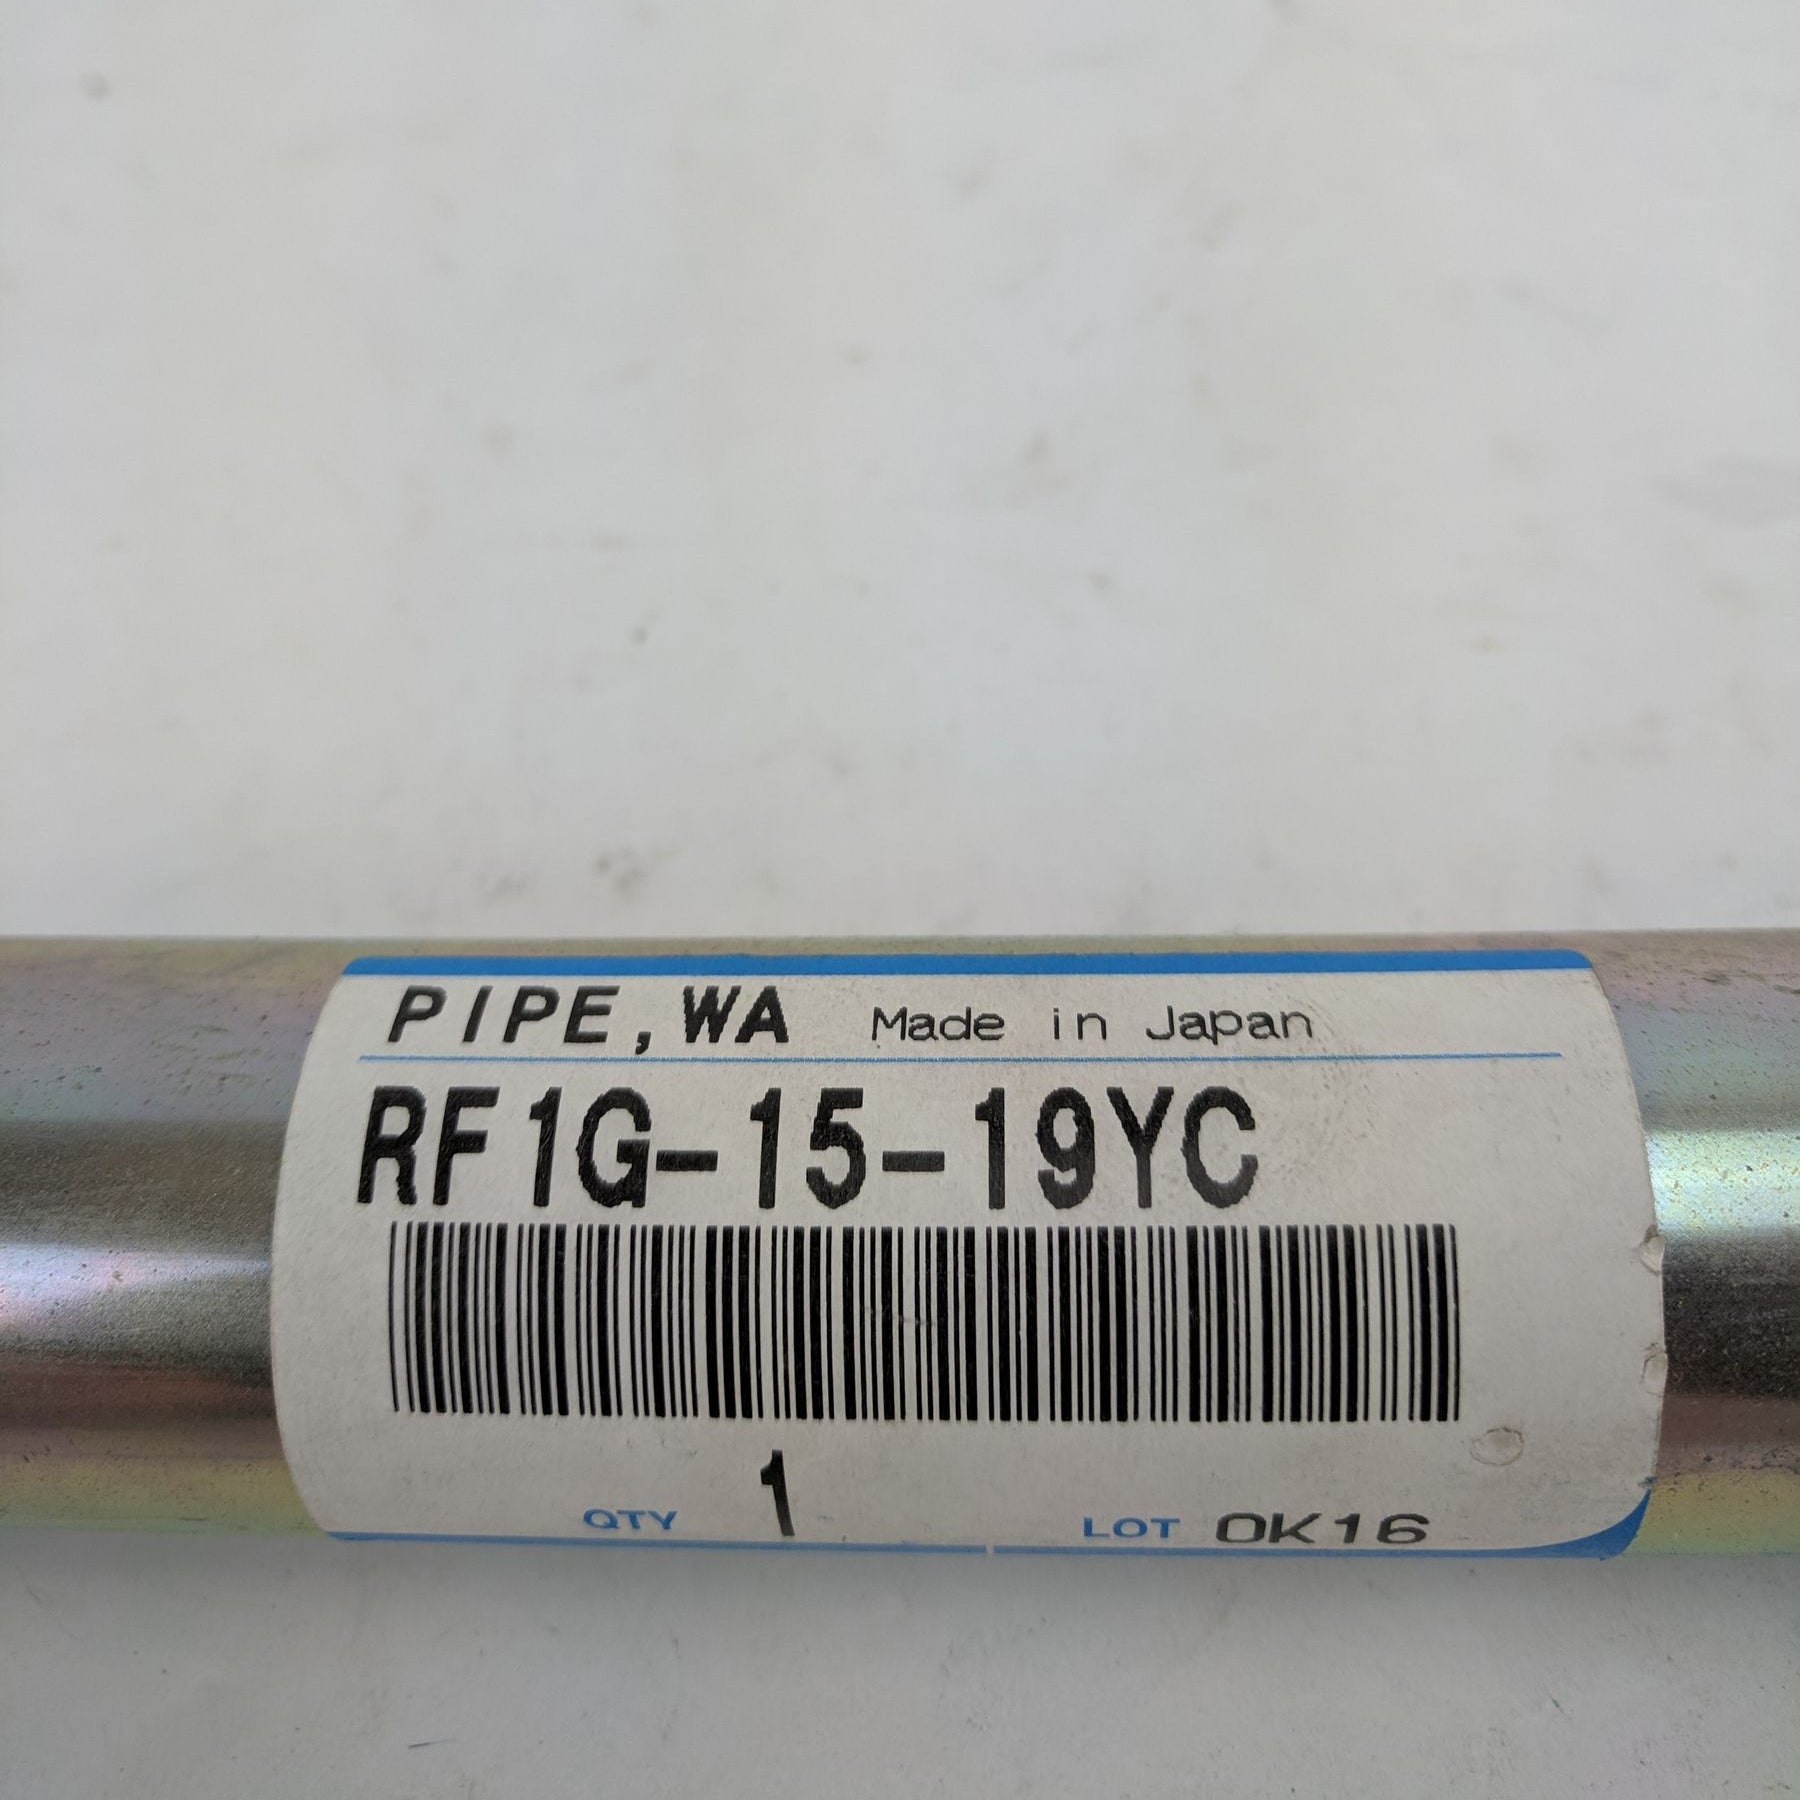 PIPE,WA Made in Japan
RF1G-15-19YC
QTY 1 LOT 0K16